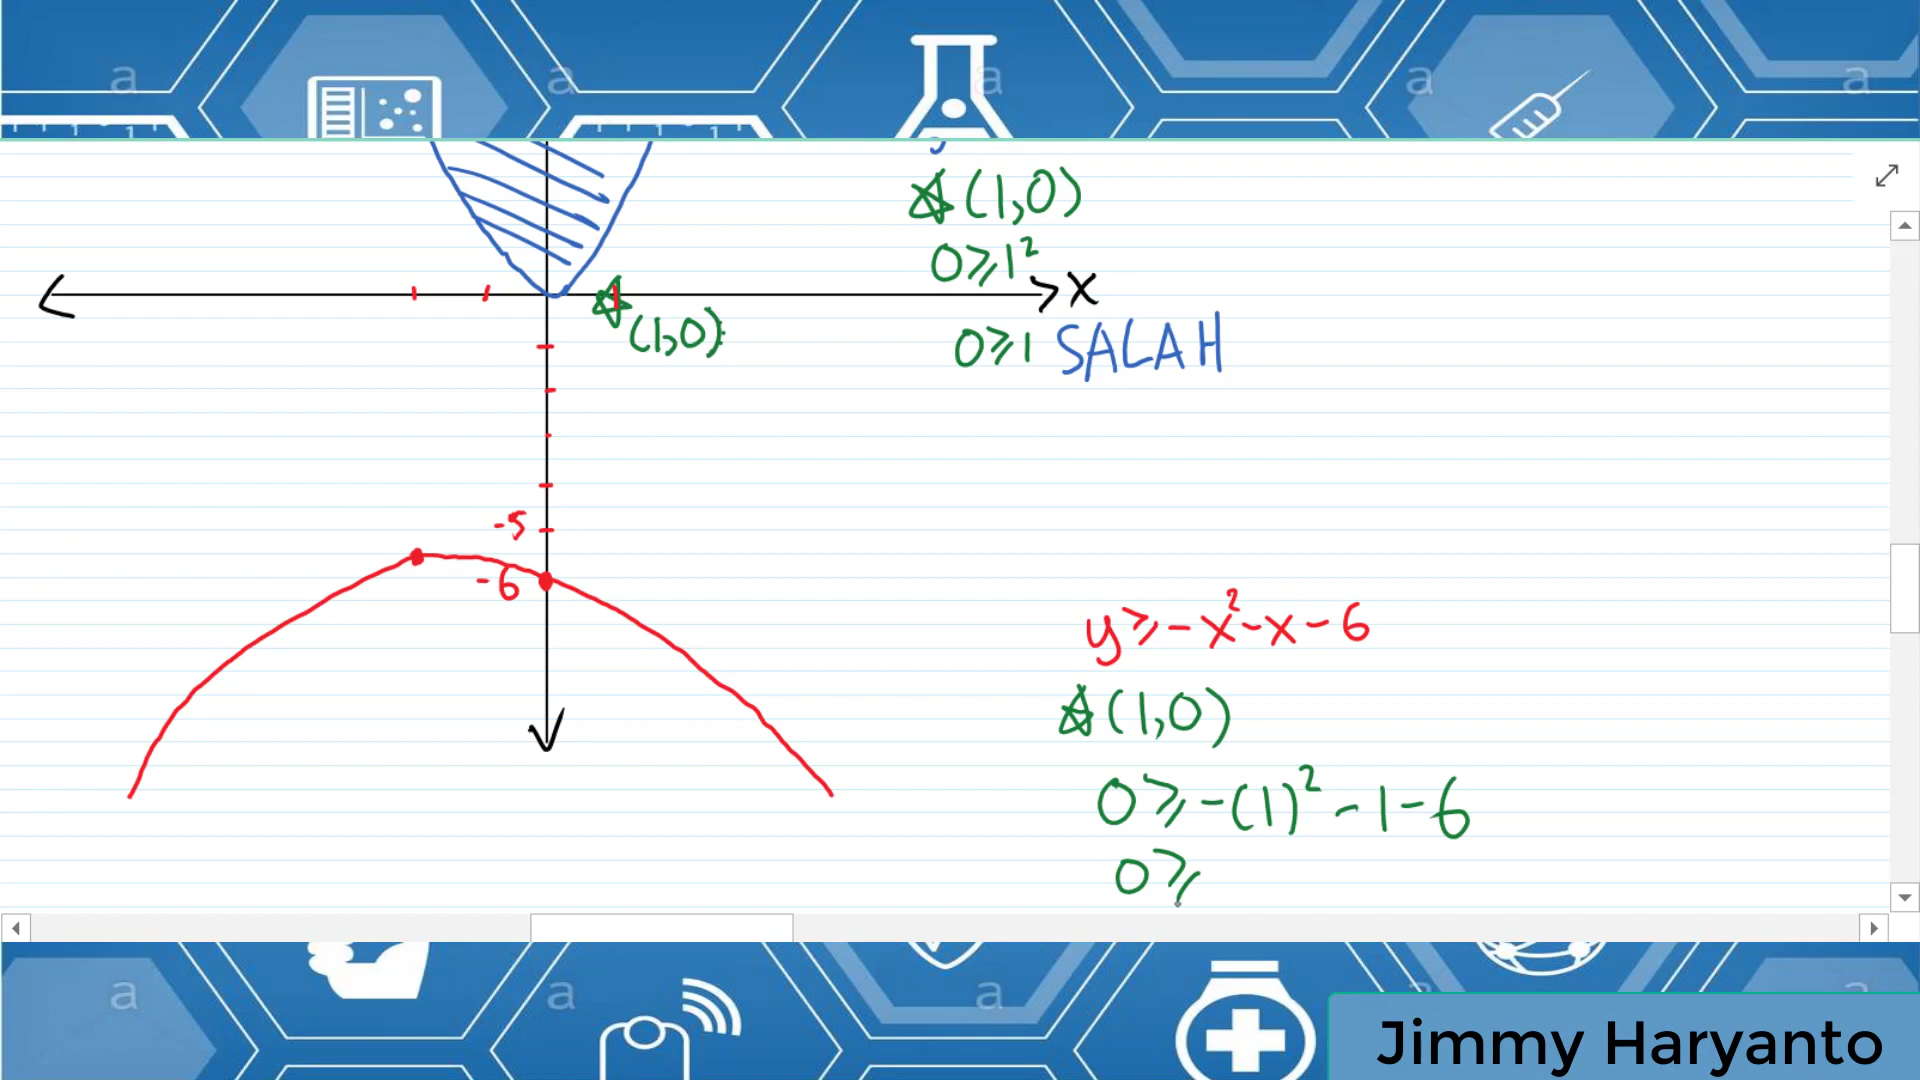 (1,0)
0≥1²
X
(1,0)
0≥1 SALAH
-5
-6
y≥-x²-x-6
(1,0)
0≥-(1)²-1-6
0≥
Jimmy Haryanto